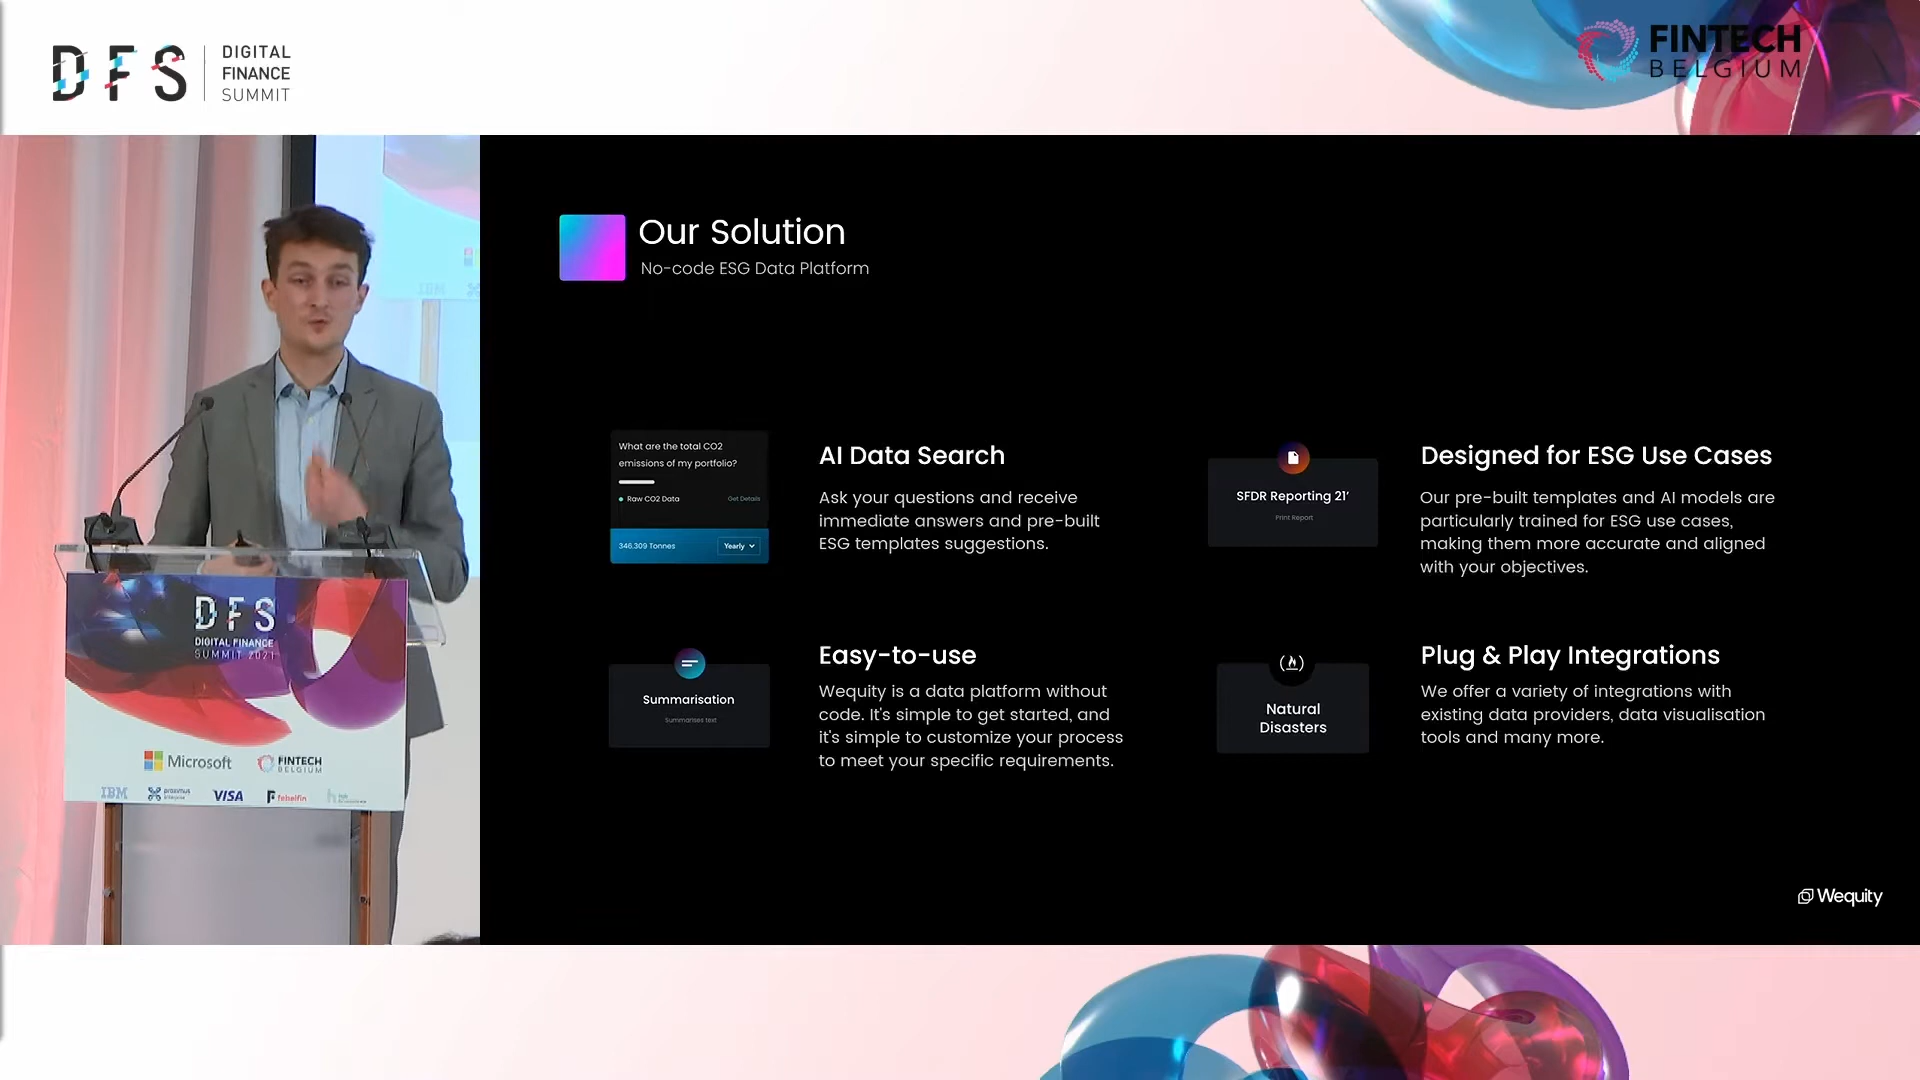 DFS
DIGITAL
FINANCE
SUMMIT
FINTECH
BELGIUM
Our Solution
No-code ESG Data Platform
What are the total CO2
emissions of my portfolio?
Raw CO2 Data
Get Details
346.309 Tonnes
Yearly
AI Data Search
Ask your questions and receive
immediate answers and pre-built
ESG templates suggestions.
SFDR Reporting 21'
Print Report
Designed for ESG Use Cases
Our pre-built templates and AI models are
particularly trained for ESG use cases,
making them more accurate and aligned
with your objectives.
Summarisation
Summarises text
Easy-to-use
Wequity is a data platform without
code. It's simple to get started, and
it's simple to customize your process
to meet your specific requirements.
Natural
Disasters
Plug & Play Integrations
We offer a variety of integrations with
existing data providers, data visualisation
tools and many more.
Wequity
DFS
DIGITAL FINANCE
SUMMIT 2021
Microsoft
FINTECH
BELGIUM
IBM
proximus
VISA
febelfin
IBM